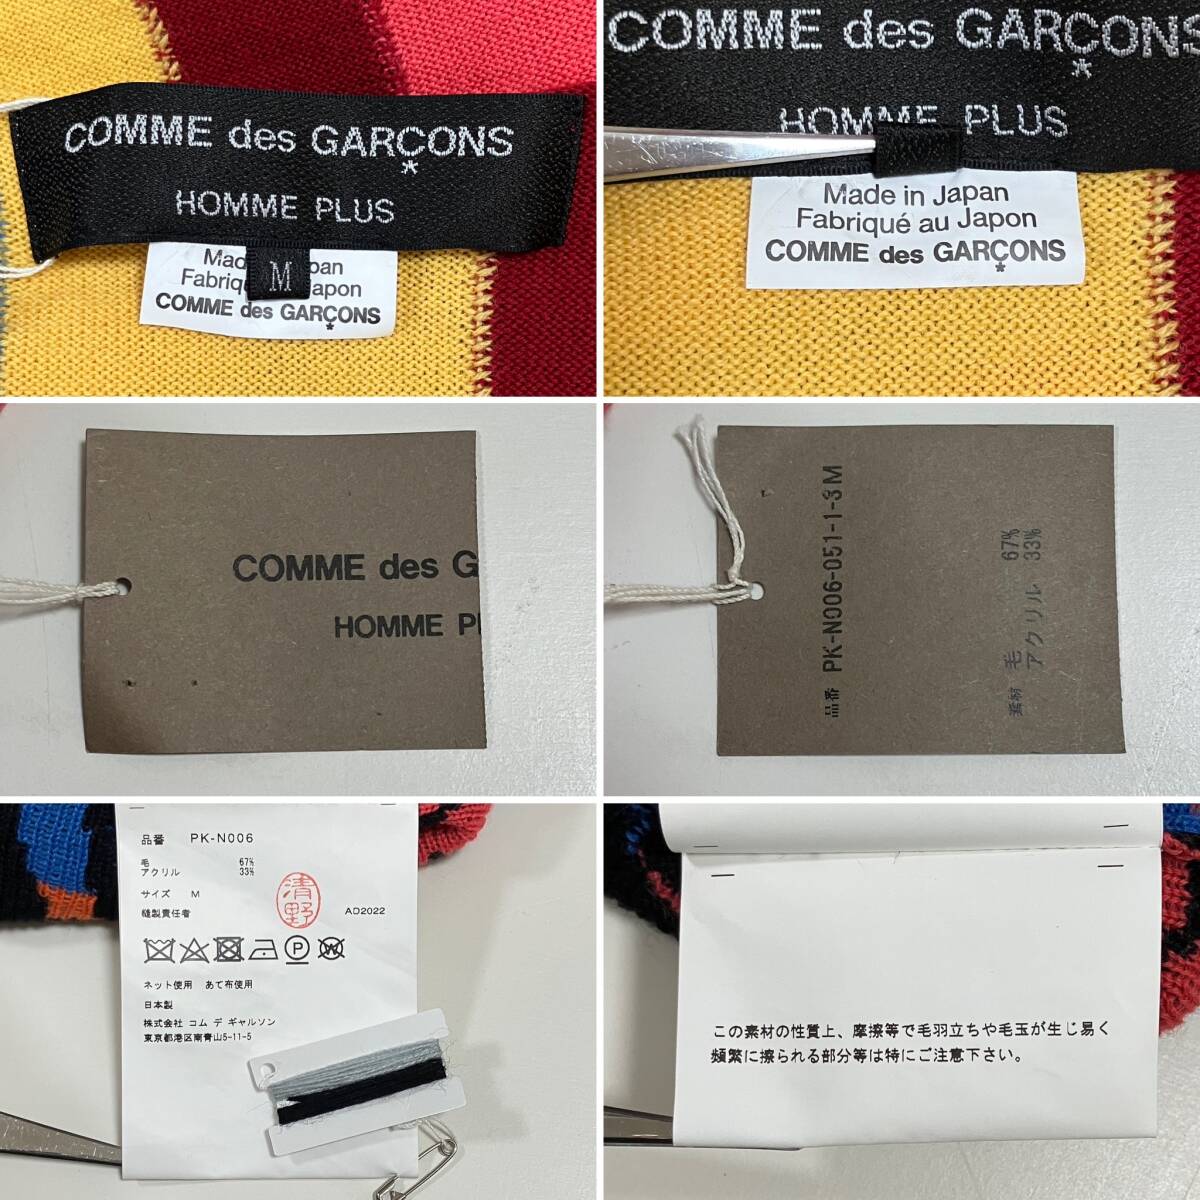 COMME des GARÇONS
*
HOMME PLUS
Mad pan
Fabriq apon
M
COMME des GARÇONS
*
COMME des GARÇONS
*
HOMME PLUS
Made in Japan
Fabriqué au Japon
COMME des GARÇONS
*
COMME des G
HOMME P
品番 PK-N006-051-1-3M
素材 毛 67%
アクリル 33%
品番 PK-N006
毛 67%
アクリル 33%
サイズ M
縫製責任者 清野 AD2022
P W
ネット使用 あて布使用
日本製
株式会社 コム デ ギャルソン
東京都港区南青山5-11-5
この素材の性質上、摩擦等で毛羽立ちや毛玉が生じ易く
頻繁に擦られる部分等は特にご注意下さい。